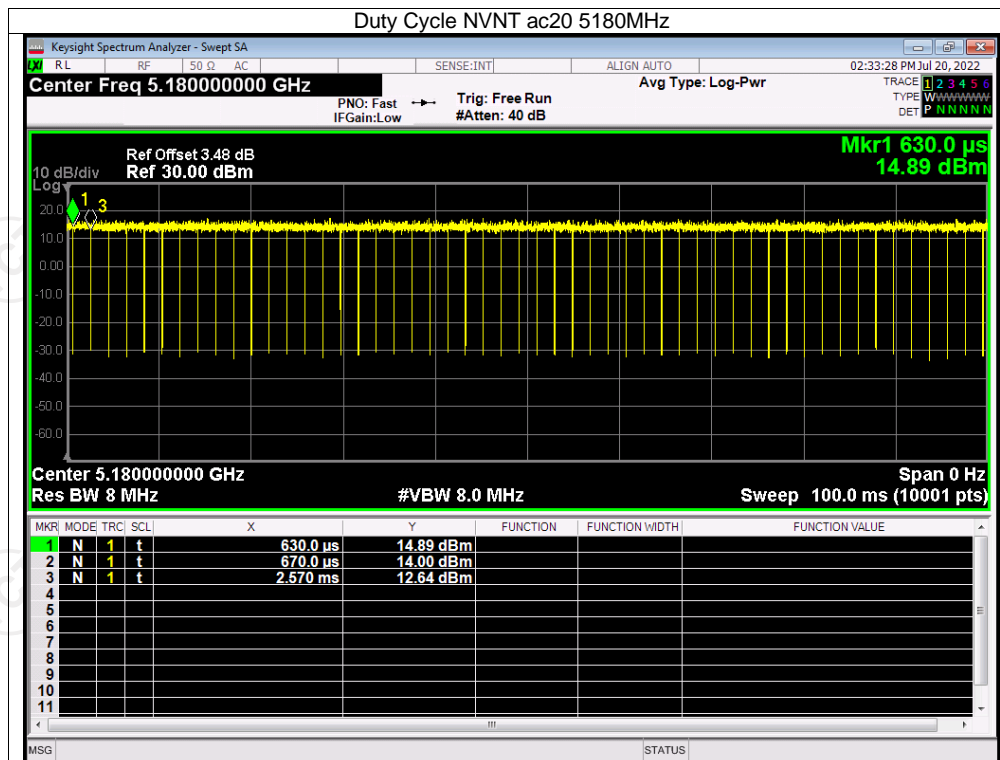 Duty Cycle NVNT ac20 5180MHz
Keysight Spectrum Analyzer - Swept SA
LXI RL RF 50 Ω AC SENSE:INT ALIGN AUTO 02:33:28 PM Jul 20, 2022
Center Freq 5.180000000 GHz Avg Type: Log-Pwr TRACE 1 2 3 4 5 6
PNO: Fast Trig: Free Run TYPE WWWWWW
IFGain:Low #Atten: 40 dB DET P N N N N N
Mkr1 630.0 µs
Ref Offset 3.48 dB
10 dB/div Ref 30.00 dBm 14.89 dBm
Log
1 3
20.0
10.0
0.00
-10.0
-20.0
-30.0
-40.0
-50.0
-60.0
Center 5.180000000 GHz Span 0 Hz
Res BW 8 MHz #VBW 8.0 MHz Sweep 100.0 ms (10001 pts)
MKR MODE TRC SCL X Y FUNCTION FUNCTION WIDTH FUNCTION VALUE
1 N 1 t 630.0 µs 14.89 dBm
2 N 1 t 670.0 µs 14.00 dBm
3 N 1 t 2.570 ms 12.64 dBm
4
5
6
7
8
9
10
11
MSG STATUS